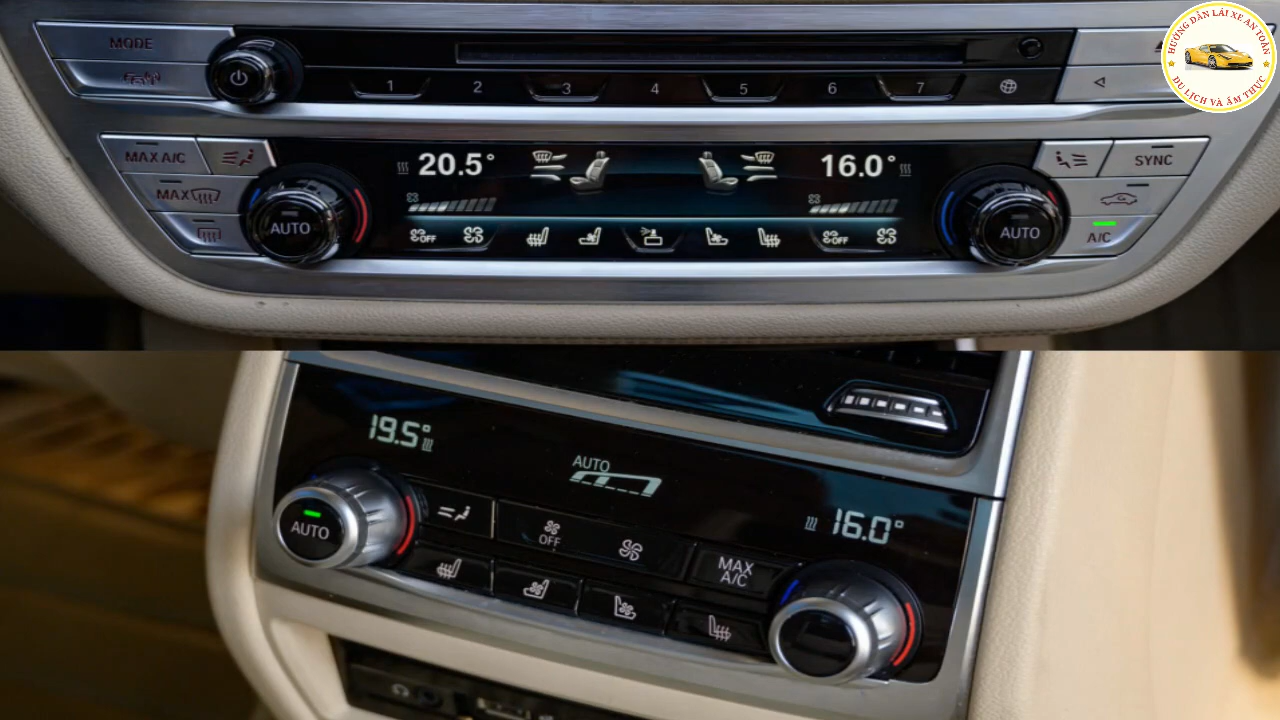 HƯỚNG DẪN LÁI XE AN TOÀN
DU LỊCH VÀ ẨM THỰC
MODE
1 2 3 4 5 6 7
MAX A/C
20.5°
16.0°
SYNC
MAX
AUTO
AUTO
OFF
OFF
A/C
19.5°
AUTO
16.0°
AUTO
OFF
MAX
A/C